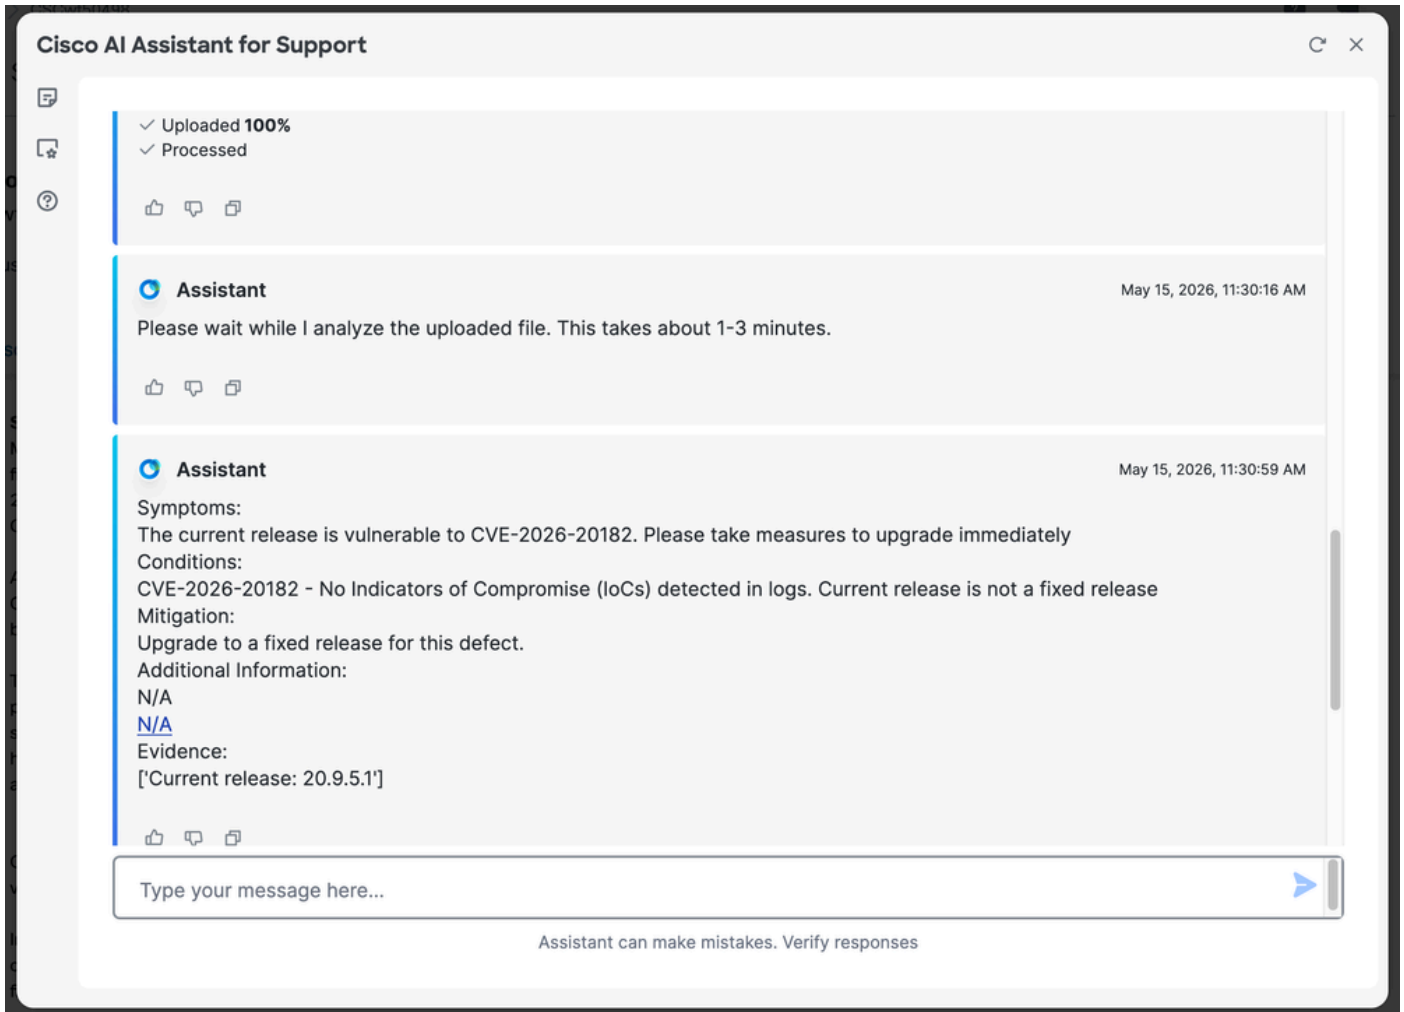 CSCwt50498
Cisco AI Assistant for Support
Uploaded 100%
Processed
Assistant
May 15, 2026, 11:30:16 AM
Please wait while I analyze the uploaded file. This takes about 1-3 minutes.
Assistant
May 15, 2026, 11:30:59 AM
Symptoms:
The current release is vulnerable to CVE-2026-20182. Please take measures to upgrade immediately
Conditions:
CVE-2026-20182 - No Indicators of Compromise (IoCs) detected in logs. Current release is not a fixed release
Mitigation:
Upgrade to a fixed release for this defect.
Additional Information:
N/A
N/A
Evidence:
['Current release: 20.9.5.1']
Type your message here...
Assistant can make mistakes. Verify responses